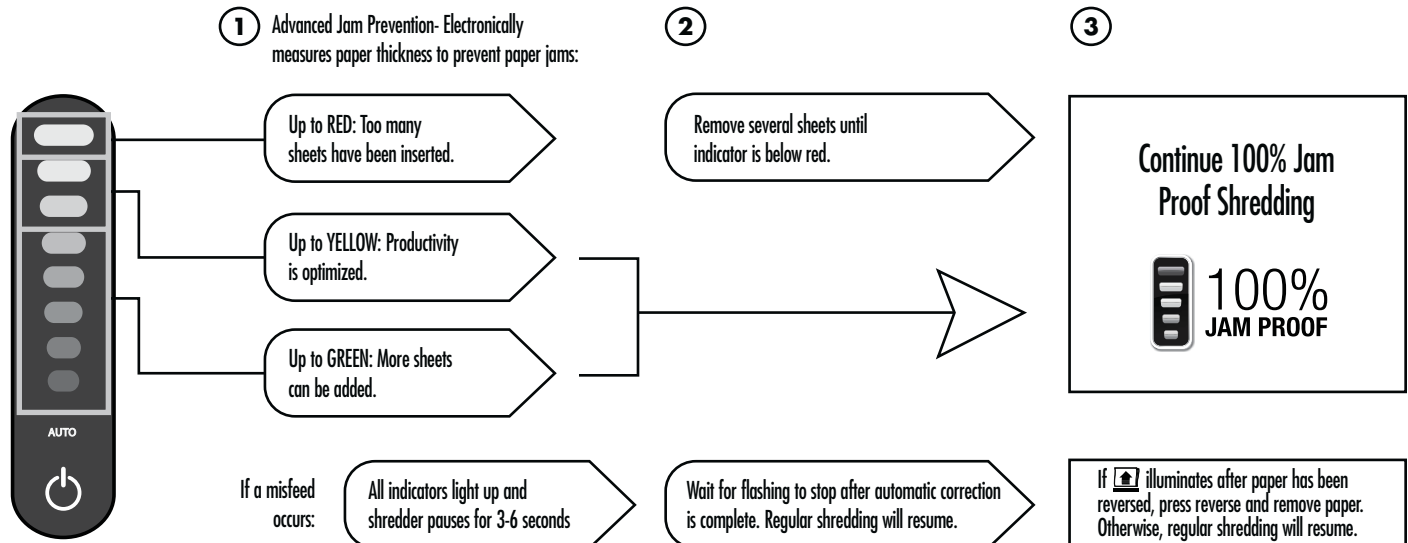 1
Advanced Jam Prevention- Electronically
measures paper thickness to prevent paper jams:
2
3
Up to RED: Too many
sheets have been inserted.
Remove several sheets until
indicator is below red.
Up to YELLOW: Productivity
is optimized.
Up to GREEN: More sheets
can be added.
Continue 100% Jam
Proof Shredding
100%
JAM PROOF
AUTO
If a misfeed
occurs:
All indicators light up and
shredder pauses for 3-6 seconds
Wait for flashing to stop after automatic correction
is complete. Regular shredding will resume.
If illuminates after paper has been
reversed, press reverse and remove paper.
Otherwise, regular shredding will resume.